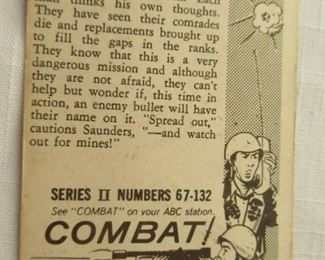 man thinks his own thoughts.
They have seen their comrades
die and replacements brought up
to fill the gaps in the ranks.
They know that this is a very
dangerous mission and although
they are not afraid, they can't
help but wonder if, this time in
action, an enemy bullet will have
their name on it. "Spread out,"
cautions Saunders, "—and watch
out for mines!"
SERIES II NUMBERS 67-132
See "COMBAT" on your ABC station.
COMBAT!